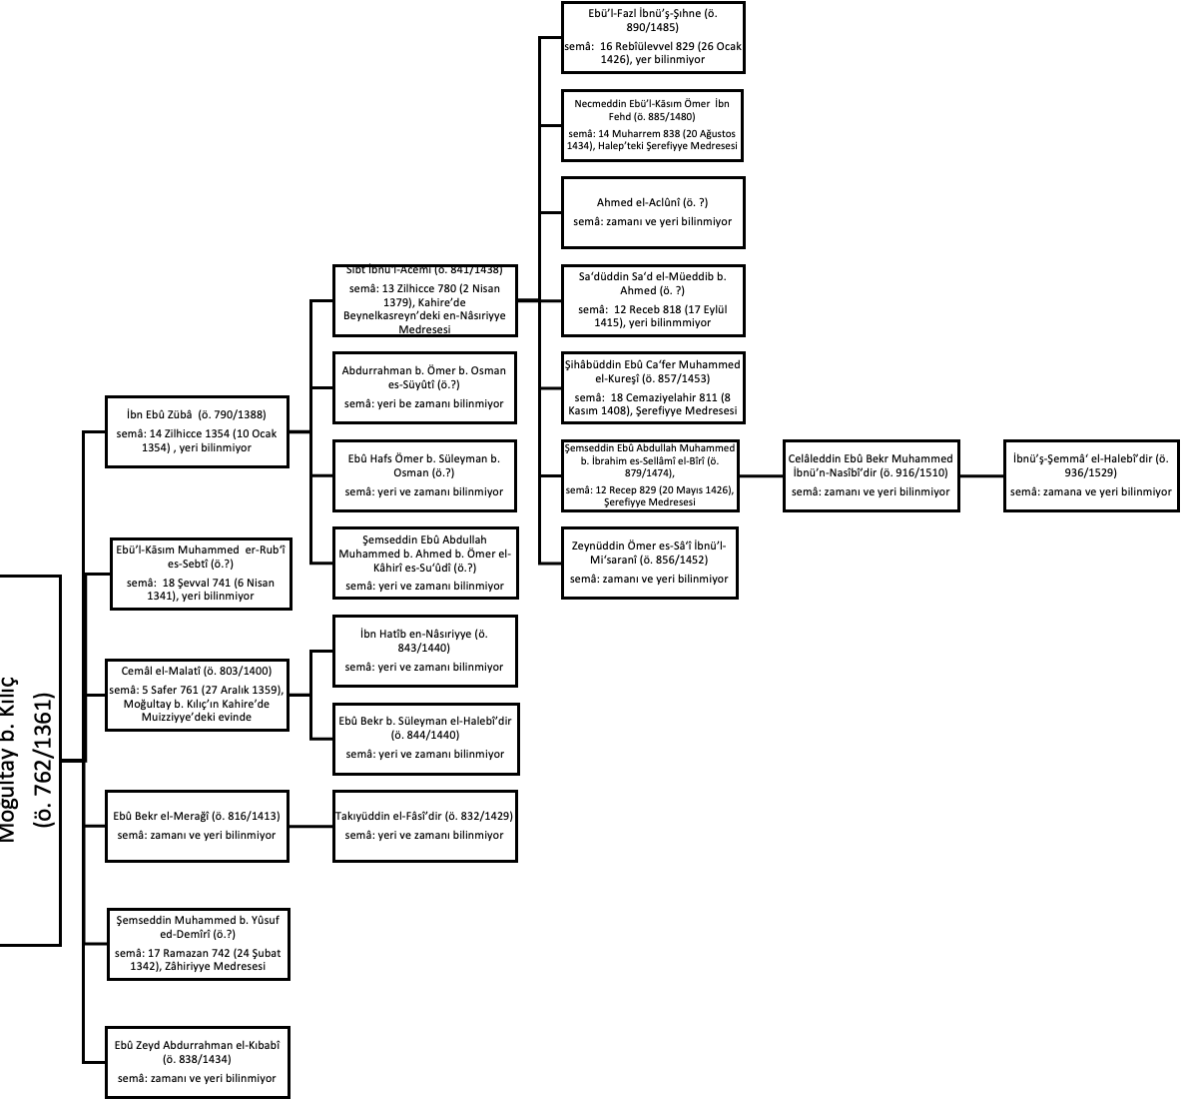 Moğultay b. Kılıç
(ö. 762/1361)
İbn Ebû Zübâ (ö. 790/1388)
semâ: 14 Zilhicce 1354 (10 Ocak
1354) , yeri bilinmiyor
Ebü’l-Kâsım Muhammed er-Rub‘î
es-Sebtî (ö.?)
semâ: 18 Şevval 741 (6 Nisan
1341), yeri bilinmiyor
Cemâl el-Malatî (ö. 803/1400)
semâ: 5 Safer 761 (27 Aralık 1359),
Moğultay b. Kılıç’ın Kahire’de
Muizziyye’deki evinde
Ebû Bekr el-Merağî (ö. 816/1413)
semâ: zamanı ve yeri bilinmiyor
Şemseddin Muhammed b. Yûsuf
ed-Demîrî (ö.?)
semâ: 17 Ramazan 742 (24 Şubat
1342), Zâhiriyye Medresesi
Ebû Zeyd Abdurrahman el-Kıbabî
(ö. 838/1434)
semâ: zamanı ve yeri bilinmiyor
Sıbt İbnü’l-Acemî (ö. 841/1438)
semâ: 13 Zilhicce 780 (2 Nisan
1379), Kahire’de
Beynelkasreyn’deki en-Nâsıriyye
Medresesi
Abdurrahman b. Ömer b. Osman
es-Süyûtî (ö.?)
semâ: yeri be zamanı bilinmiyor
Ebû Hafs Ömer b. Süleyman b.
Osman (ö.?)
semâ: yeri ve zamanı bilinmiyor
Şemseddin Ebû Abdullah
Muhammed b. Ahmed b. Ömer el-
Kâhirî es-Su‘ûdî (ö.?)
semâ: yeri ve zamanı bilinmiyor
İbn Hatîb en-Nâsıriyye (ö.
843/1440)
semâ: yeri ve zamanı bilinmiyor
Ebû Bekr b. Süleyman el-Halebî’dir
(ö. 844/1440)
semâ: yeri ve zamanı bilinmiyor
Takıyüddin el-Fâsî’dir (ö. 832/1429)
semâ: yeri ve zamanı bilinmiyor
Ebü’l-Fazl İbnü’ş-Şıhne (ö.
890/1485)
semâ: 16 Rebîülevvel 829 (26 Ocak
1426), yer bilinmiyor
Necmeddin Ebü’l-Kâsım Ömer İbn
Fehd (ö. 885/1480)
semâ: 14 Muharrem 838 (20 Ağustos
1434), Halep’teki Şerefiyye Medresesi
Ahmed el-Aclûnî (ö. ?)
semâ: zamanı ve yeri bilinmiyor
Sa‘düddin Sa‘d el-Müeddib b.
Ahmed (ö. ?)
semâ: 12 Receb 818 (17 Eylül
1415), yeri bilinmmiyor
Şihâbüddin Ebû Ca‘fer Muhammed
el-Kureşî (ö. 857/1453)
semâ: 18 Cemaziyelahir 811 (8
Kasım 1408), Şerefiyye Medresesi
Şemseddin Ebû Abdullah Muhammed
b. İbrahim es-Sellâmî el-Bîrî (ö.
879/1474),
semâ: 12 Recep 829 (20 Mayıs 1426),
Şerefiyye Medresesi
Zeynüddin Ömer es-Sâ‘î İbnü’l-
Mi‘saranî (ö. 856/1452)
semâ: zamanı ve yeri bilinmiyor
Celâleddin Ebû Bekr Muhammed
İbnü’n-Nasîbî’dir (ö. 916/1510)
semâ: zamanı ve yeri bilinmiyor
İbnü’ş-Şemmâ‘ el-Halebî’dir (ö.
936/1529)
semâ: zamana ve yeri bilinmiyor